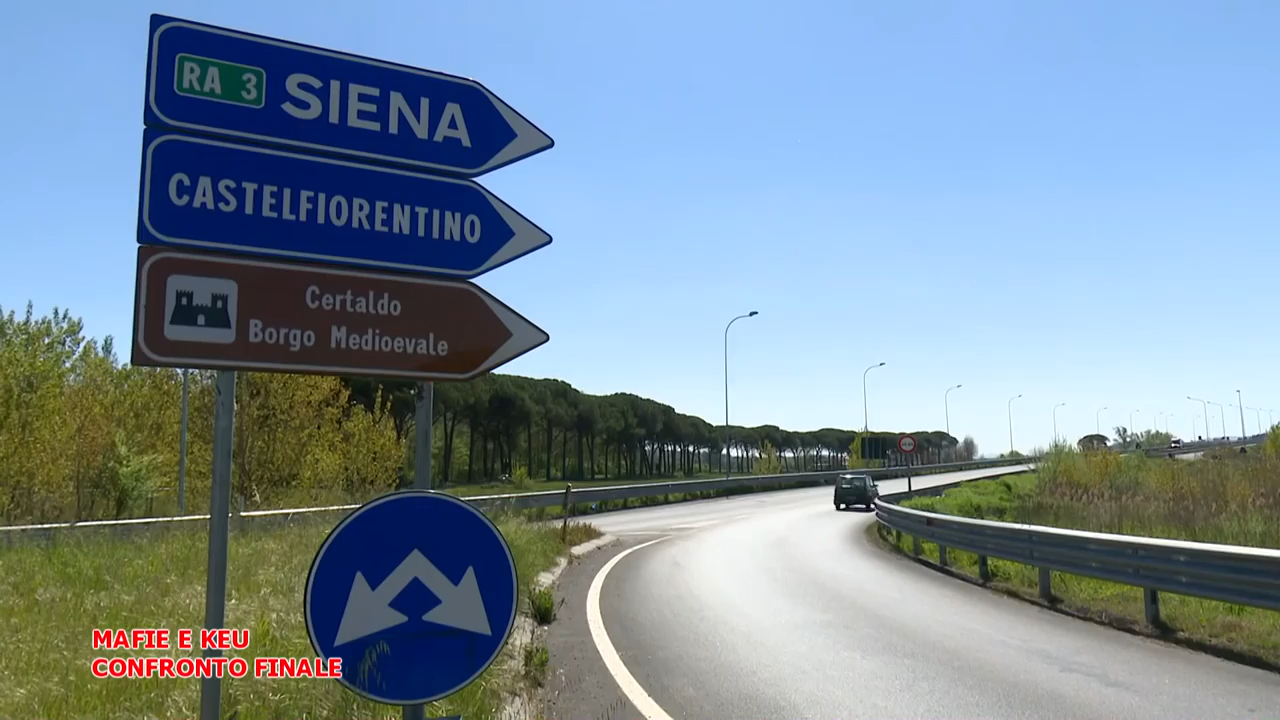 RA 3 SIENA
CASTELFIORENTINO
Certaldo
Borgo Medioevale
MAFIE E KEU
CONFRONTO FINALE